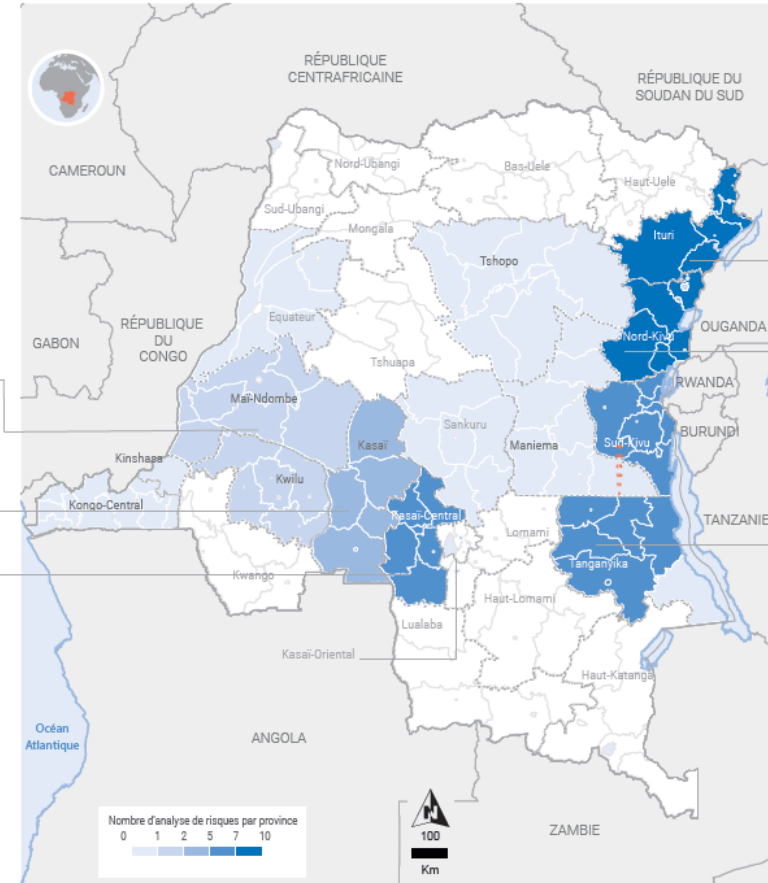 RÉPUBLIQUE
CENTRAFRICAINE
RÉPUBLIQUE DU
SOUDAN DU SUD
CAMEROUN
Nord-Ubangi
Bas-Uele
Haut-Uele
Sud-Ubangi
Mongala
Ituri
Tshopo
Equateur
RÉPUBLIQUE
DU
CONGO
GABON
OUGANDA
Nord-Kivu
Tshuapa
RWANDA
Maï-Ndombe
Sankuru
BURUNDI
Kasaï
Maniema
Sud-Kivu
Kinshasa
Kwilu
Kongo-Central
Kasaï-Central
TANZANIE
Lomami
Tanganyika
Kwango
Haut-Lomami
Lualaba
Kasaï-Oriental
Haut-Katanga
Océan
Atlantique
ANGOLA
Nombre d'analyse de risques par province
0 1 2 5 7 10
N
100
Km
ZAMBIE